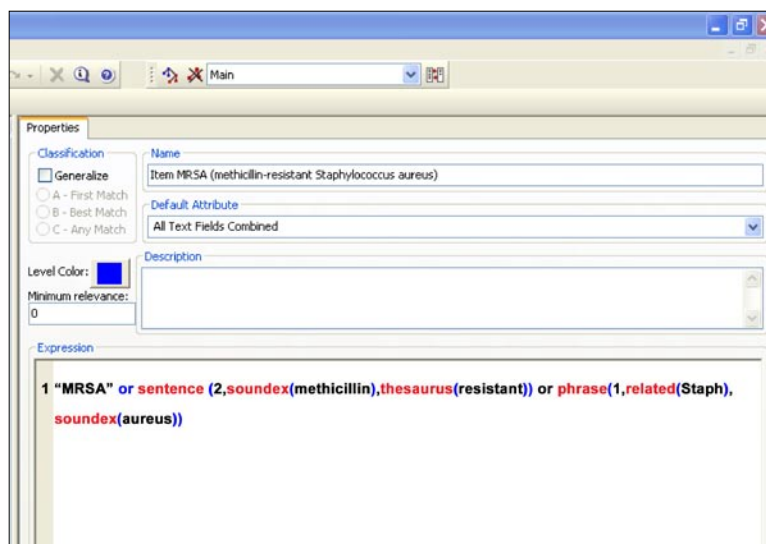 Main
Properties
Classification
Generalize
A - First Match
B - Best Match
C - Any Match
Name
Item MRSA (methicillin-resistant Staphylococcus aureus)
Default Attribute
All Text Fields Combined
Level Color:
Minimum relevance:
0
Description
Expression
1 “MRSA” or sentence (2,soundex(methicillin),thesaurus(resistant)) or phrase(1,related(Staph),
soundex(aureus))